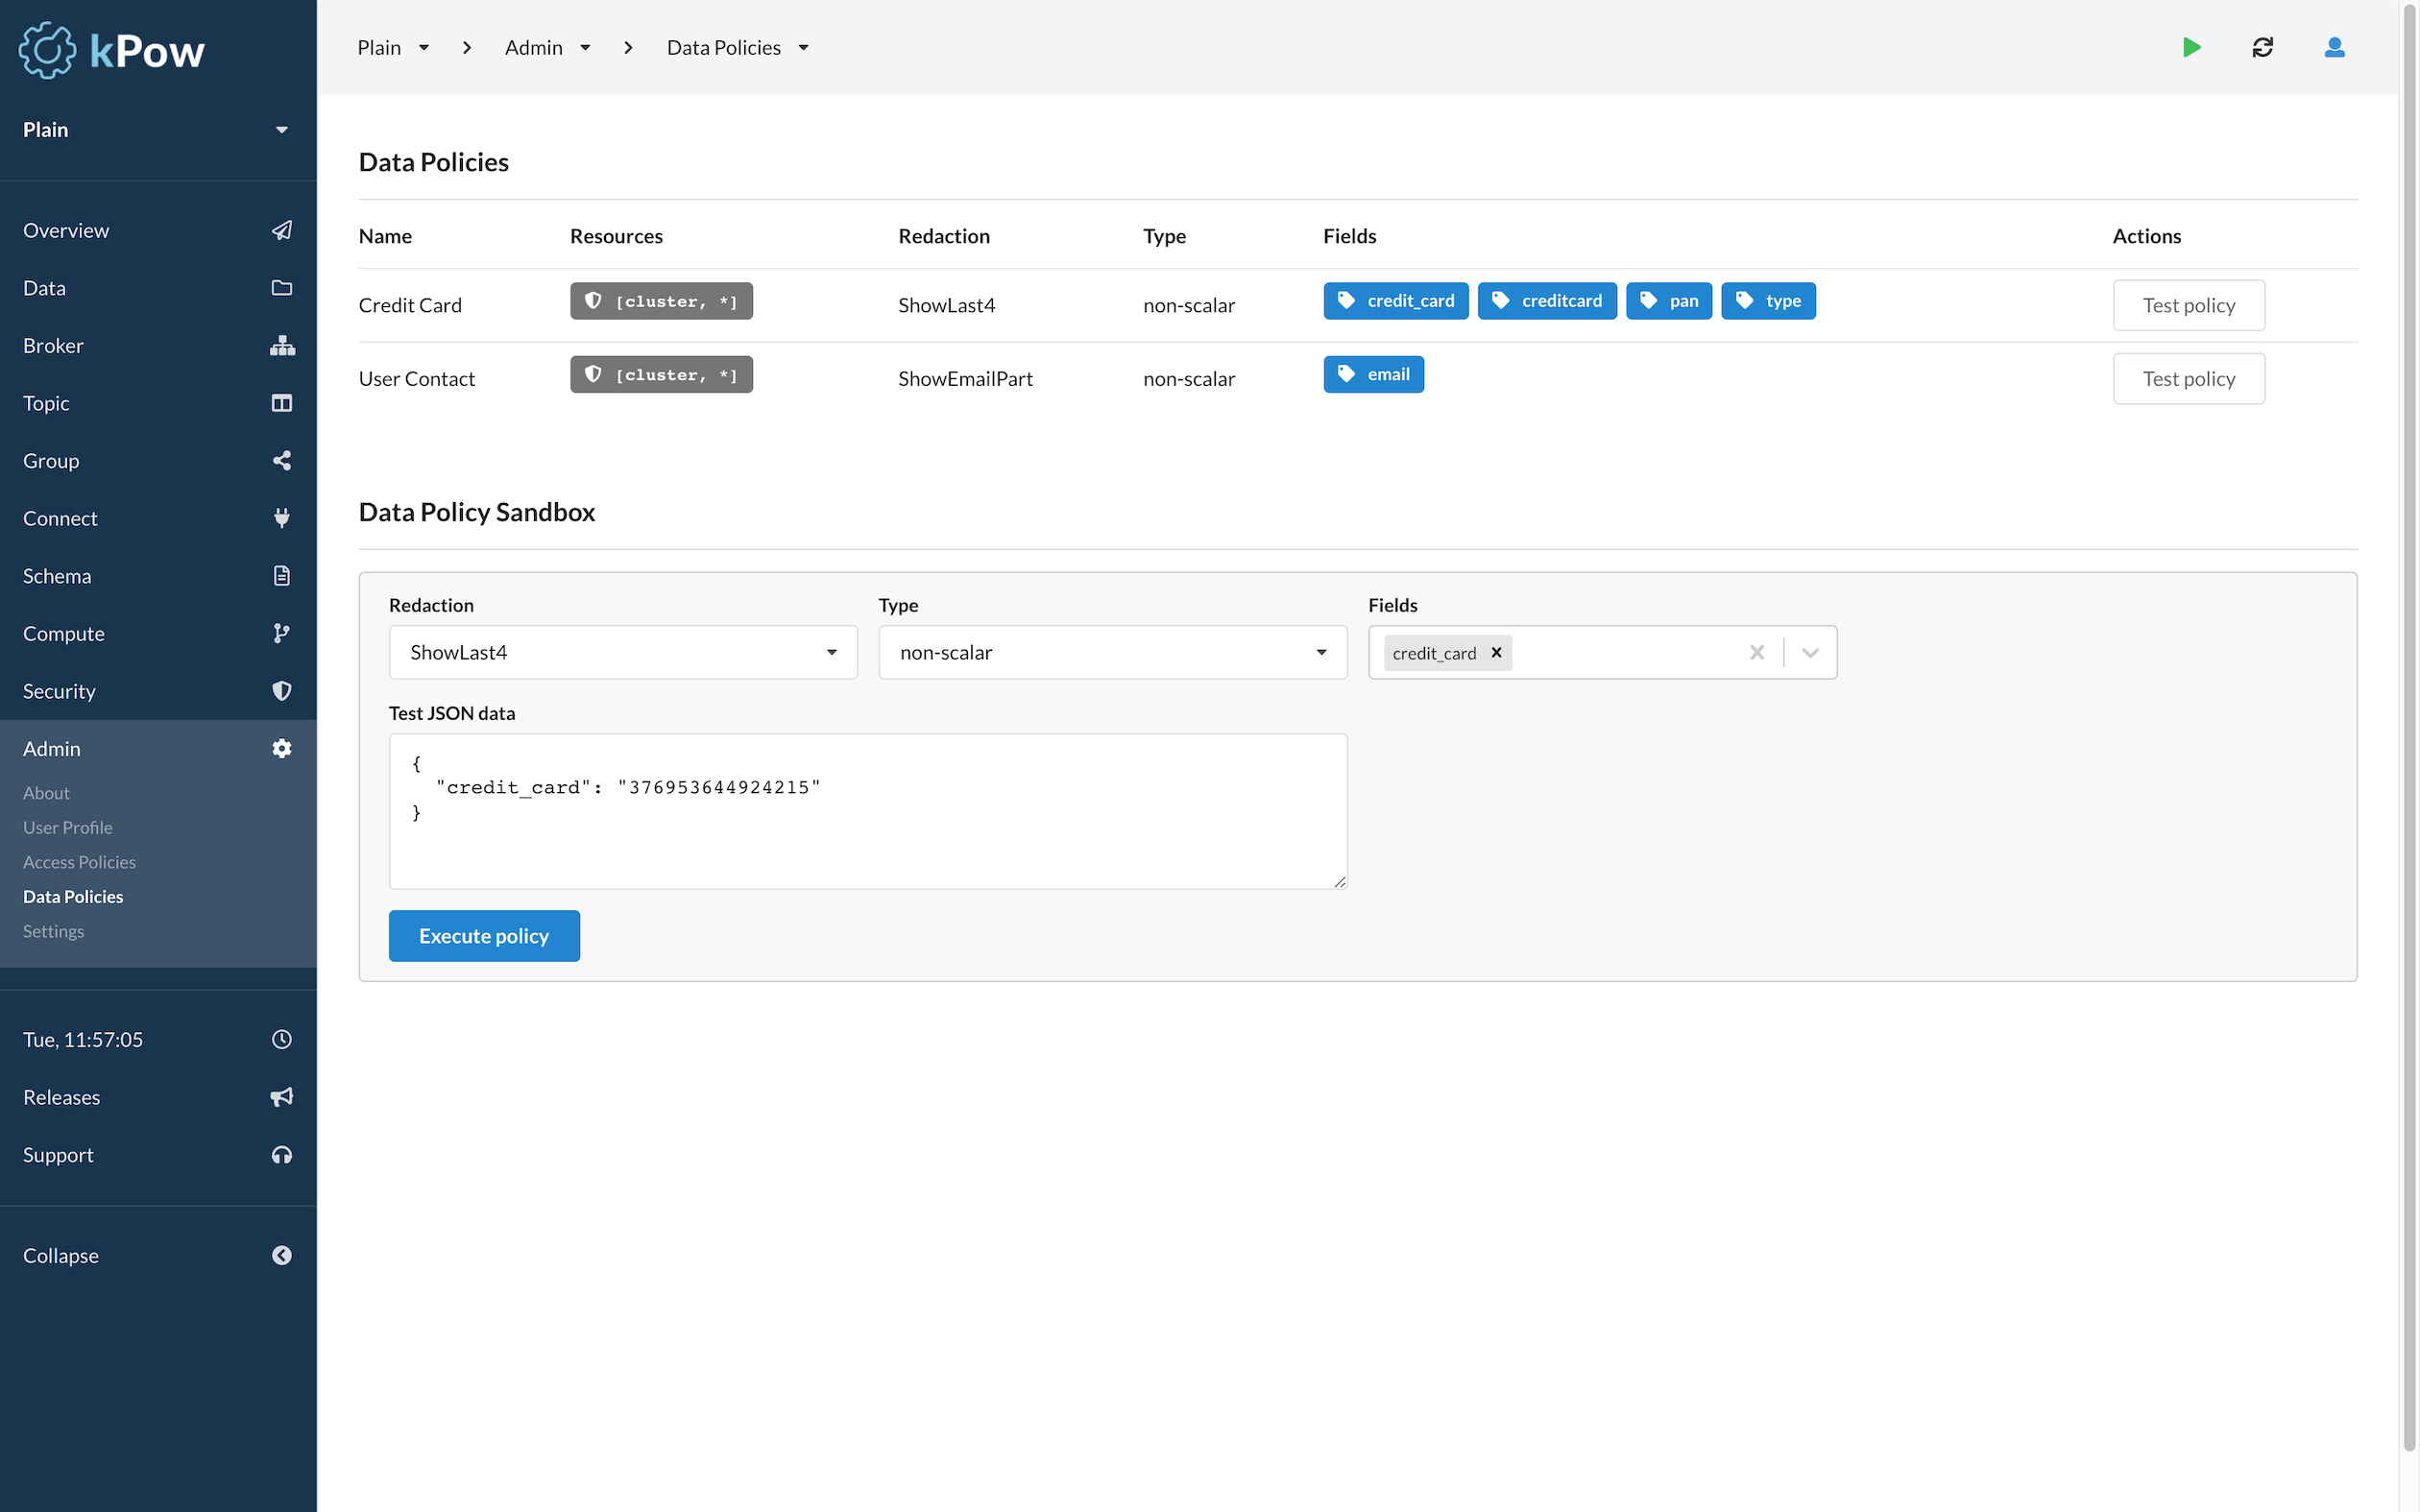 kPow
Plain
Overview
Data
Broker
Topic
Group
Connect
Schema
Compute
Security
Admin
About
User Profile
Access Policies
Data Policies
Settings
Tue, 11:57:05
Releases
Support
Collapse
Plain Admin Data Policies
Data Policies
Name Resources Redaction Type Fields Actions
Credit Card [cluster, *] ShowLast4 non-scalar credit_card creditcard pan type Test policy
User Contact [cluster, *] ShowEmailPart non-scalar email Test policy
Data Policy Sandbox
Redaction Type Fields
ShowLast4 non-scalar credit_card
Test JSON data
{
"credit_card": "376953644924215"
}
Execute policy